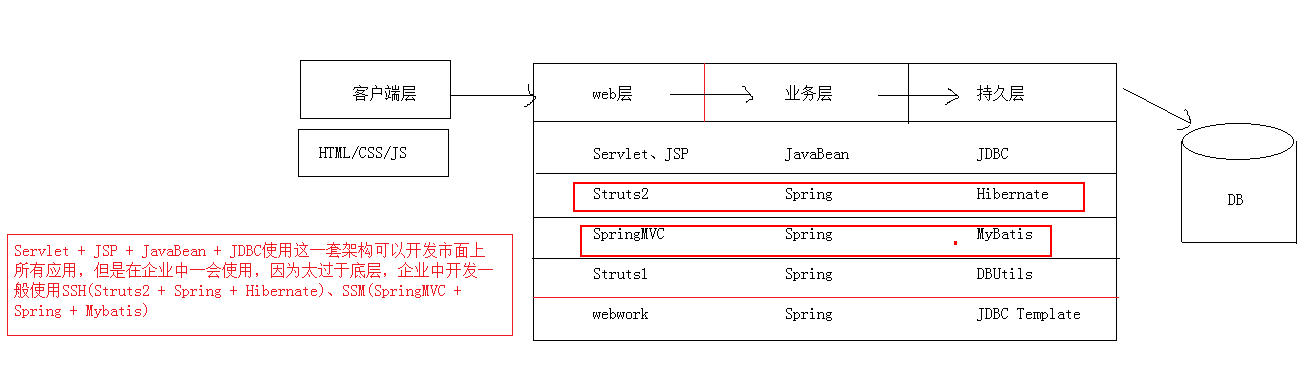 客户端层
HTML/CSS/JS
web层 业务层 持久层
Servlet、JSP JavaBean JDBC
Struts2 Spring Hibernate
SpringMVC Spring MyBatis
Struts1 Spring DBUtils
webwork Spring JDBC Template
DB
Servlet + JSP + JavaBean + JDBC使用这一套架构可以开发市面上
所有应用，但是在企业中一会使用，因为太过于底层，企业中开发一
般使用SSH(Struts2 + Spring + Hibernate)、SSM(SpringMVC +
Spring + Mybatis)